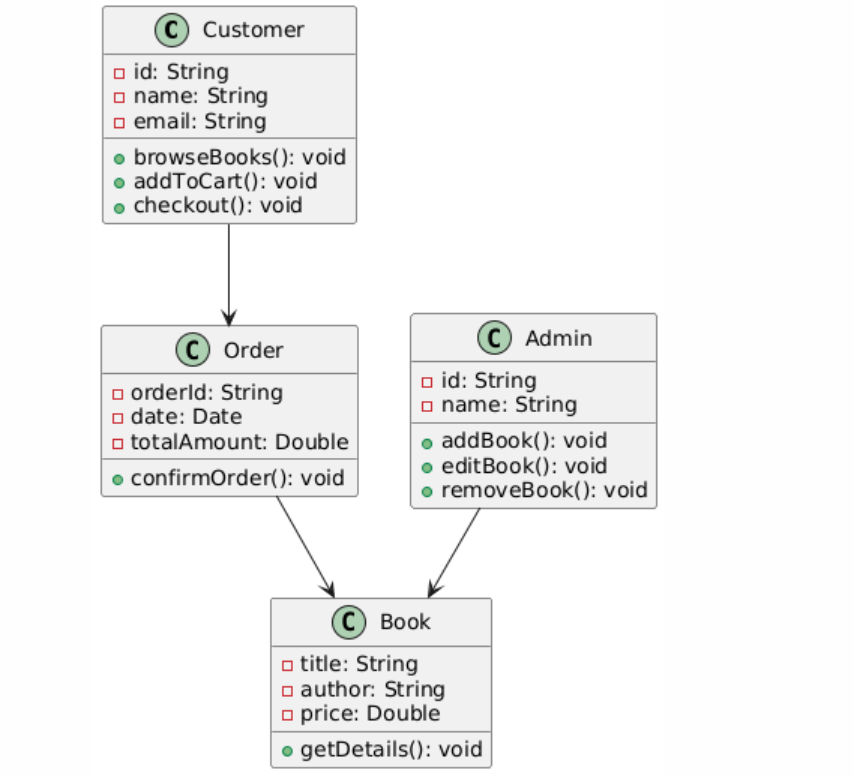 C Customer
id: String
name: String
email: String
browseBooks(): void
addToCart(): void
checkout(): void
C Order
orderId: String
date: Date
totalAmount: Double
confirmOrder(): void
C Admin
id: String
name: String
addBook(): void
editBook(): void
removeBook(): void
C Book
title: String
author: String
price: Double
getDetails(): void